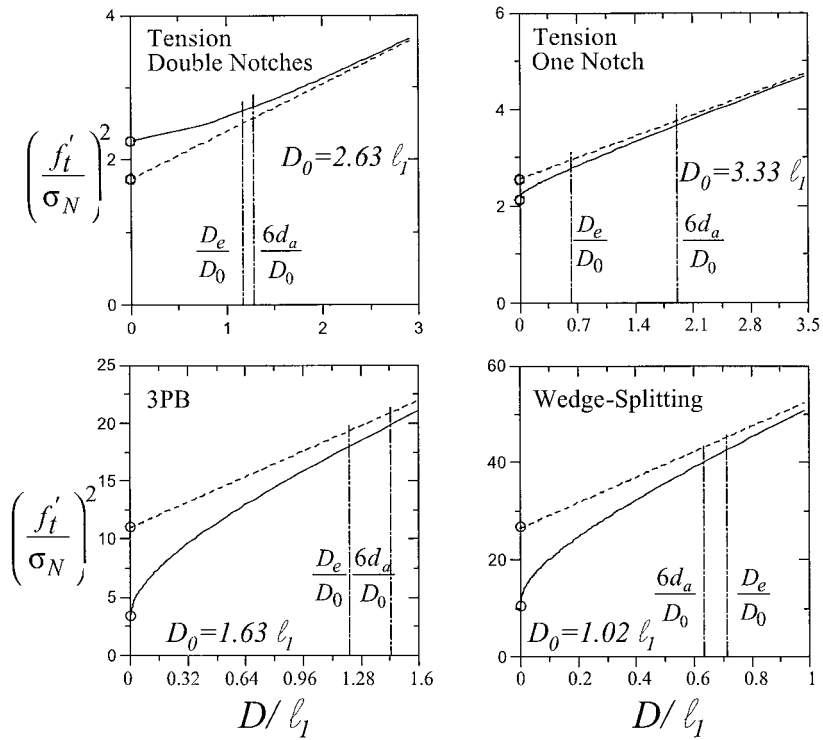 Tension
Double Notches
4
2
0
(f't/σN)²
D0=2.63 ℓ1
De/D0
6da/D0
0 1 2 3
Tension
One Notch
6
4
2
0
D0=3.33 ℓ1
De/D0
6da/D0
0 0.7 1.4 2.1 2.8 3.5
3PB
25
20
15
10
5
0
(f't/σN)²
De/D0
6da/D0
D0=1.63 ℓ1
0 0.32 0.64 0.96 1.28 1.6
D/ ℓ1
Wedge-Splitting
60
40
20
0
6da/D0
De/D0
D0=1.02 ℓ1
0 0.2 0.4 0.6 0.8 1
D/ ℓ1